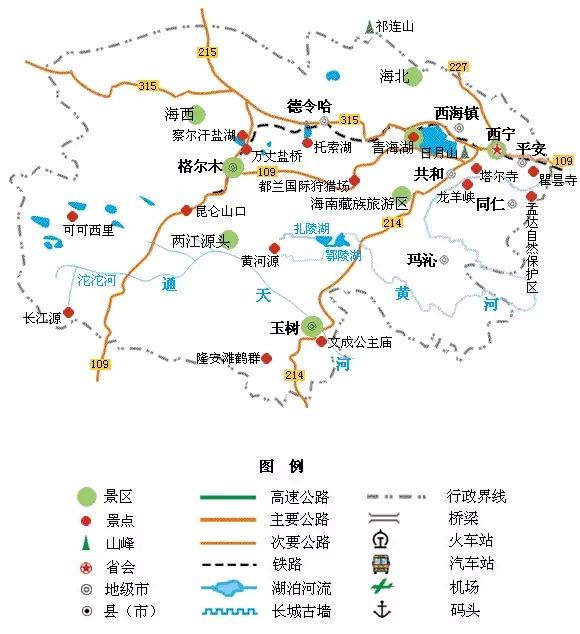 祁连山
215
227
海北
315
海西
德令哈
315
西海镇
察尔汗盐湖
青海湖
西宁
万丈盐桥
托索湖
日月山
平安
格尔木
109
共和
塔尔寺
109
都兰国际狩猎场
瞿昙寺
海南藏族旅游区
龙羊峡
昆仑山口
同仁
孟达自然保护区
可可西里
214
两江源头
扎陵湖
黄河源
鄂陵湖
玛沁
沱沱河
通
天
河
黄
河
长江源
玉树
文成公主庙
隆安滩鹤群
109
214
图 例
景区
高速公路
行政界线
景点
主要公路
桥梁
山峰
次要公路
火车站
省会
铁路
汽车站
地级市
湖泊河流
机场
县（市）
长城古墙
码头